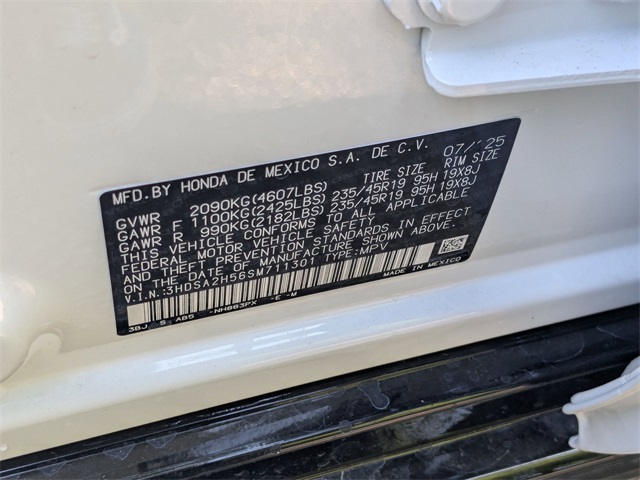 MFD.BY HONDA DE MEXICO S.A. DE C.V. 07/'25
GVWR 2090KG(4607LBS) TIRE SIZE RIM SIZE
GAWR F 1100KG(2425LBS) 235/45R19 95H 19X8J
GAWR R 990KG(2182LBS) 235/45R19 95H 19X8J
THIS VEHICLE CONFORMS TO ALL APPLICABLE
FEDERAL MOTOR VEHICLE SAFETY STANDARDS IN EFFECT
AND THEFT PREVENTION STANDARDS IN EFFECT
ON THE DATE OF MANUFACTURE SHOWN ABOVE.
V.I.N.:3HDSA2H56SM711301 TYPE:MPV
MADE IN MEXICO
3BJ S AB5 -NH883PX -E -M